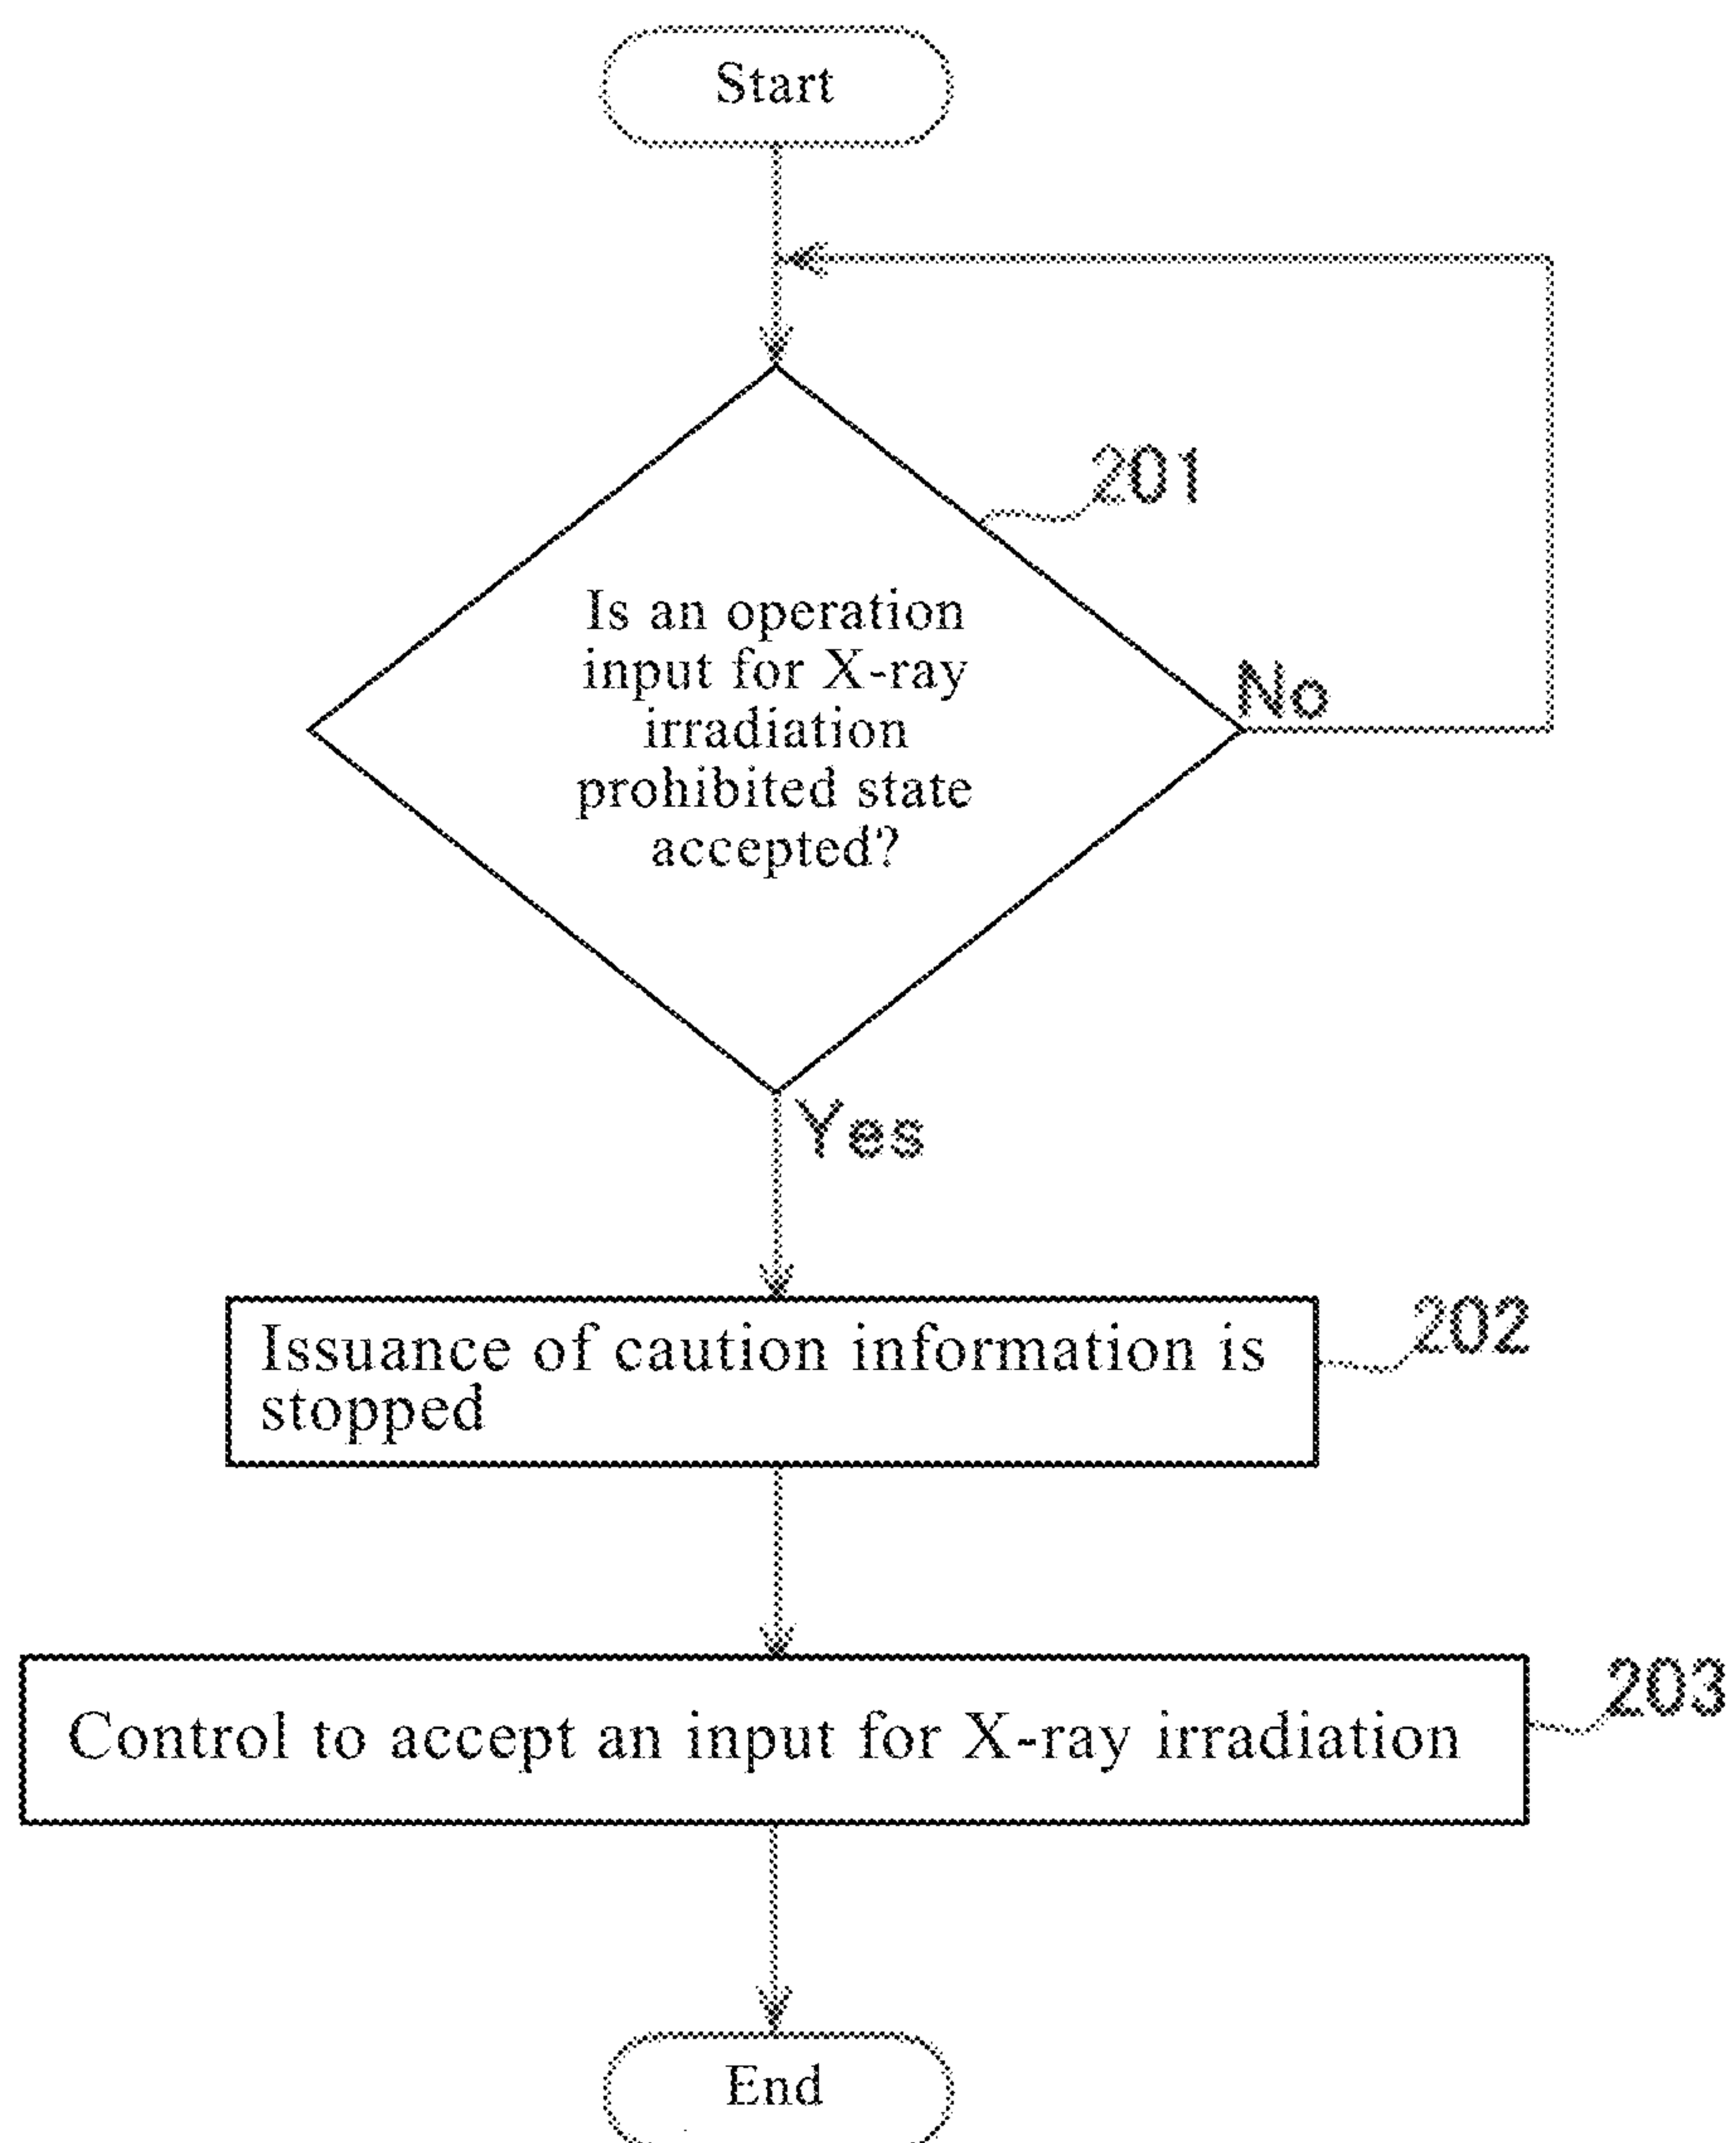 Start
201
Is an operation
input for X-ray
irradiation
prohibited state
accepted?
No
Yes
Issuance of caution information is
stopped
202
Control to accept an input for X-ray irradiation
203
End